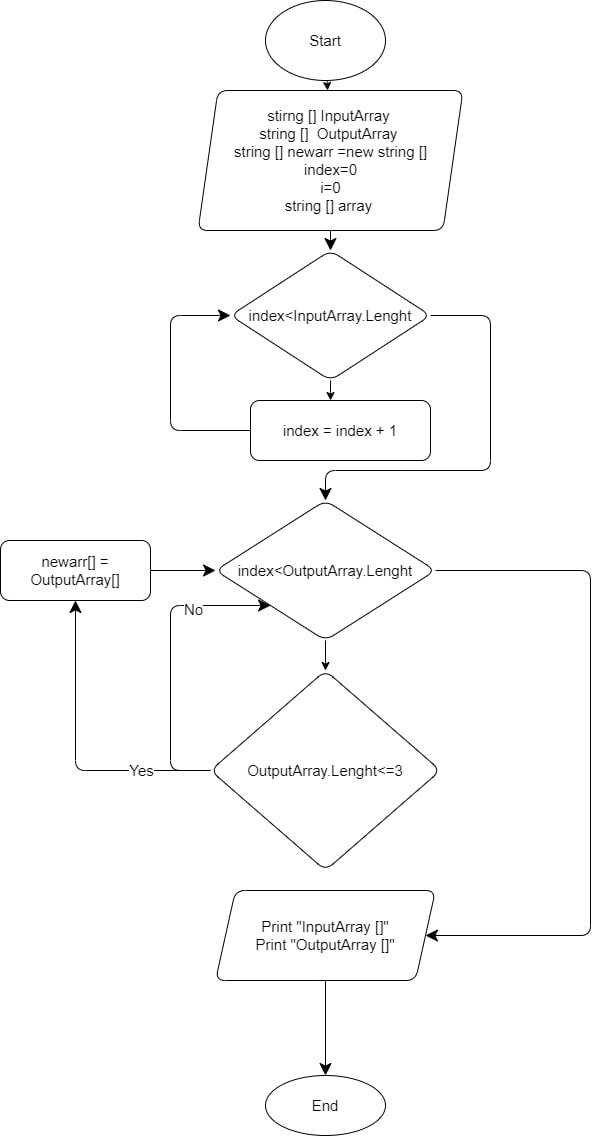 Start
stirng [] InputArray
string [] OutputArray
string [] newarr =new string []
index=0
i=0
string [] array
index<InputArray.Lenght
index = index + 1
index<OutputArray.Lenght
newarr[] =
OutputArray[]
No
OutputArray.Lenght<=3
Yes
Print "InputArray []"
Print "OutputArray []"
End